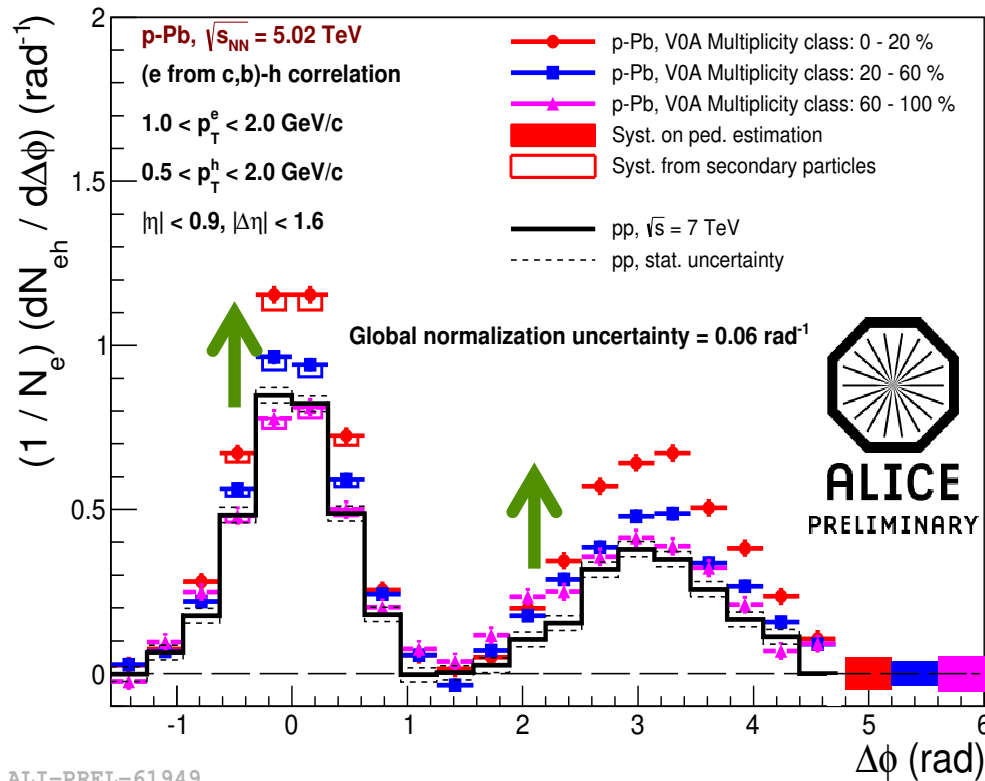 (1 / N_e) (dN_eh / dΔϕ) (rad⁻¹)
2
1.5
1
0.5
0
p-Pb, √s_NN = 5.02 TeV
(e from c,b)-h correlation
1.0 < p_T^e < 2.0 GeV/c
0.5 < p_T^h < 2.0 GeV/c
|η| < 0.9, |Δη| < 1.6
p-Pb, V0A Multiplicity class: 0 - 20 %
p-Pb, V0A Multiplicity class: 20 - 60 %
p-Pb, V0A Multiplicity class: 60 - 100 %
Syst. on ped. estimation
Syst. from secondary particles
pp, √s = 7 TeV
pp, stat. uncertainty
Global normalization uncertainty = 0.06 rad⁻¹
ALICE
PRELIMINARY
-1 0 1 2 3 4 5 6
Δϕ (rad)
ALI-PREL-61949